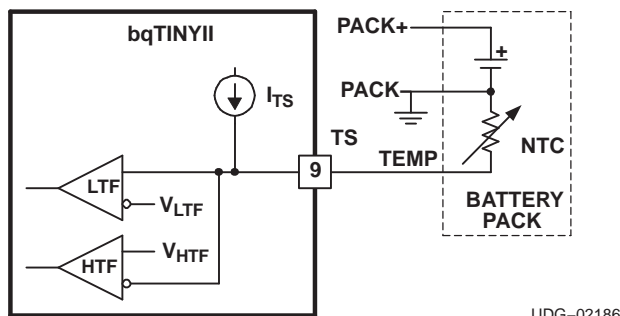 bqTINYII
PACK+
+
I_TS
PACK–
TS
9
TEMP
NTC
LTF
V_LTF
BATTERY
PACK
V_HTF
HTF
UDG–02186